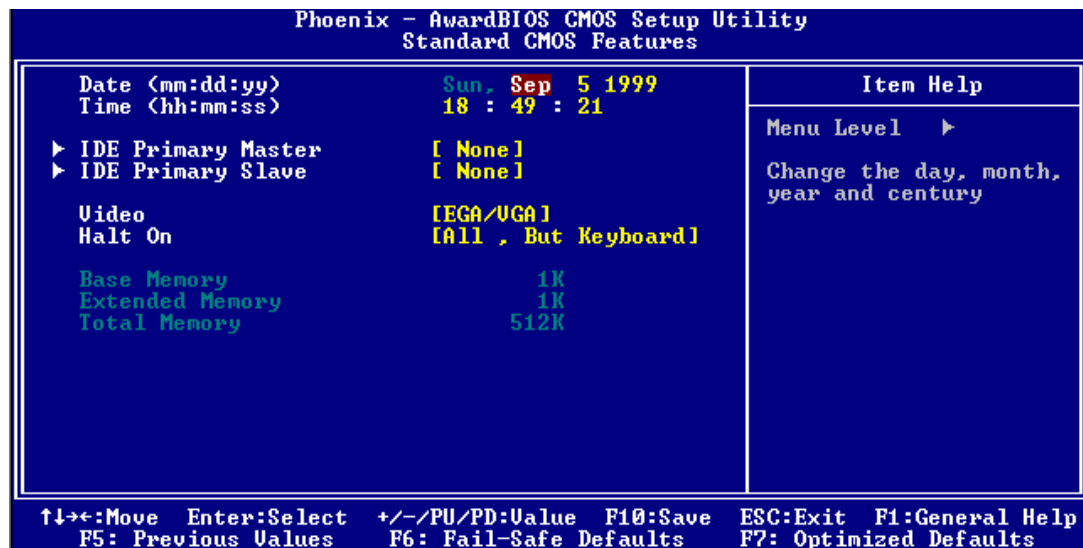 Phoenix - AwardBIOS CMOS Setup Utility
Standard CMOS Features
Date (mm:dd:yy) Sun, Sep 5 1999
Time (hh:mm:ss) 18 : 49 : 21
IDE Primary Master [ None]
IDE Primary Slave [ None]
Video [EGA/VGA]
Halt On [All , But Keyboard]
Base Memory 1K
Extended Memory 1K
Total Memory 512K
Item Help
Menu Level ▶
Change the day, month,
year and century
↑↓→←:Move Enter:Select +/-/PU/PD:Value F10:Save ESC:Exit F1:General Help
F5: Previous Values F6: Fail-Safe Defaults F7: Optimized Defaults